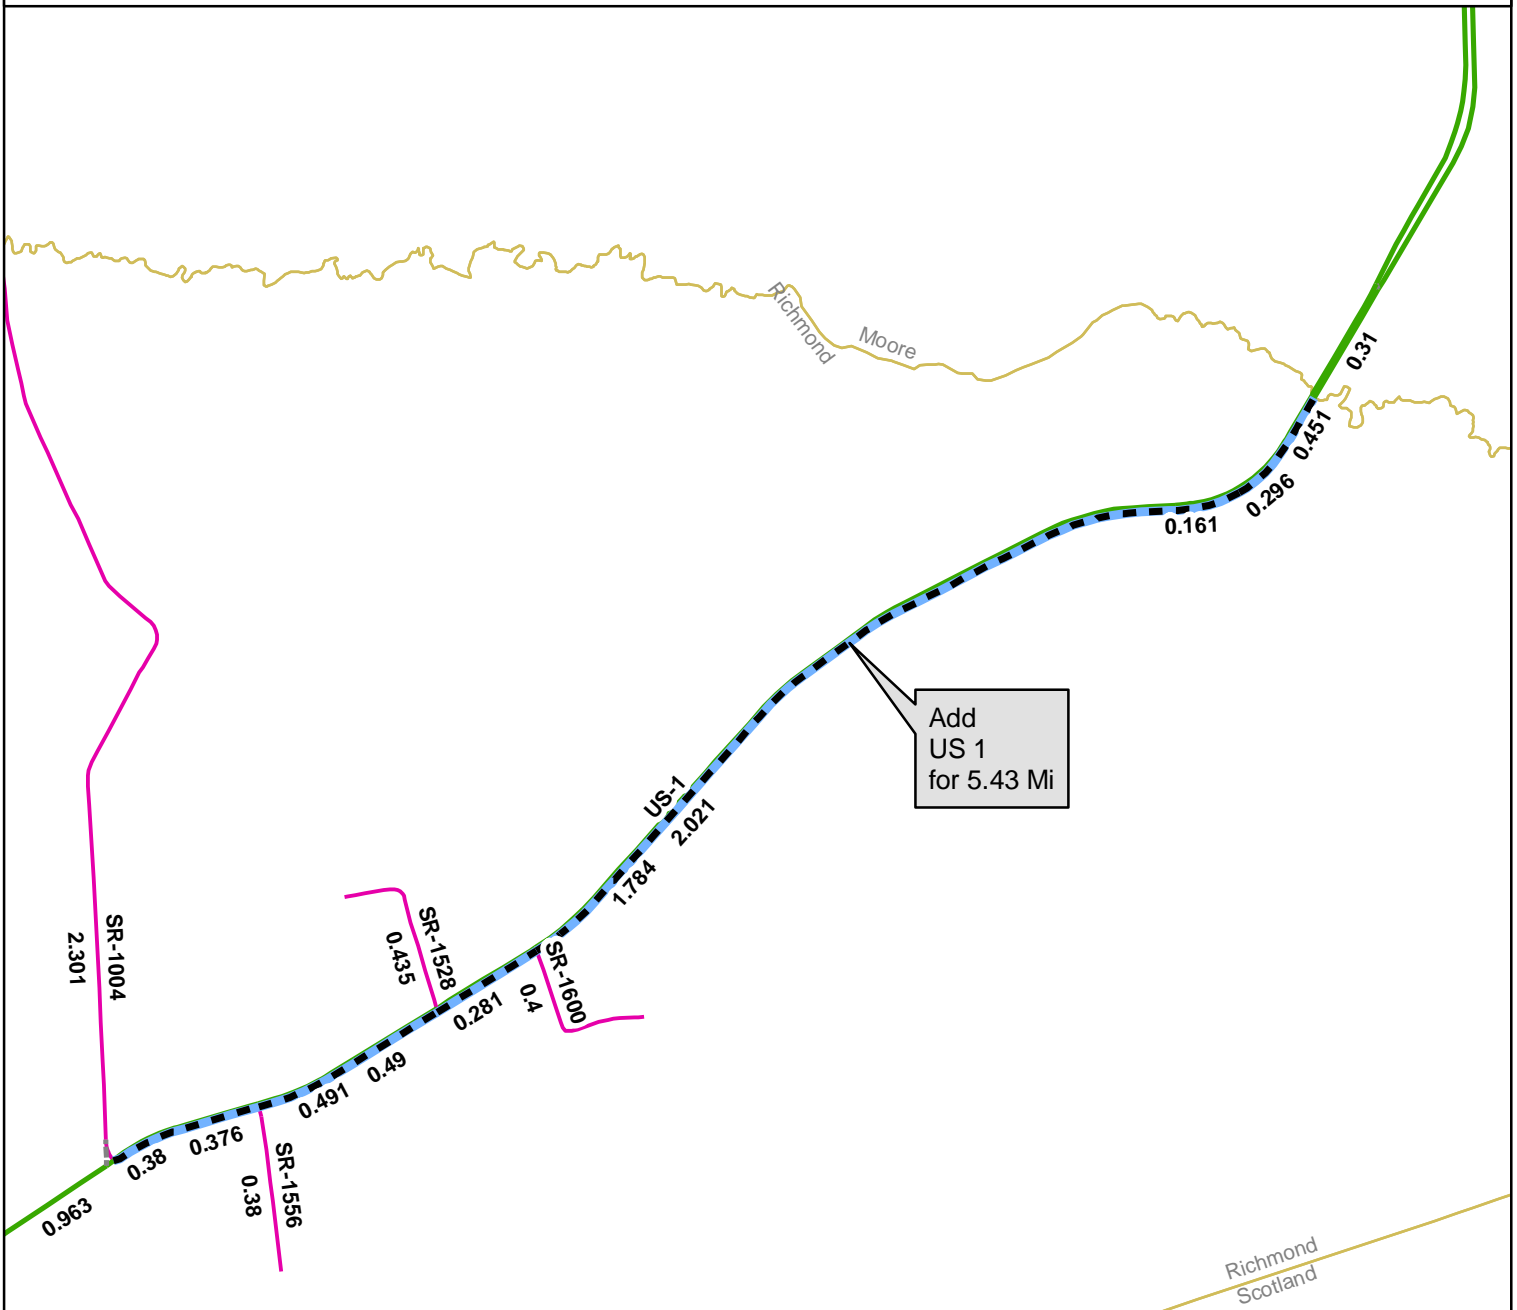 0.31
Richmond
Moore
0.451
0.296
0.161
Add
US 1
for 5.43 Mi
US-1
2.021
1.784
SR-1528
0.435
SR-1004
2.301
SR-1600
0.4
0.281
0.49
0.491
0.376
0.38
SR-1556
0.38
0.963
Richmond
Scotland